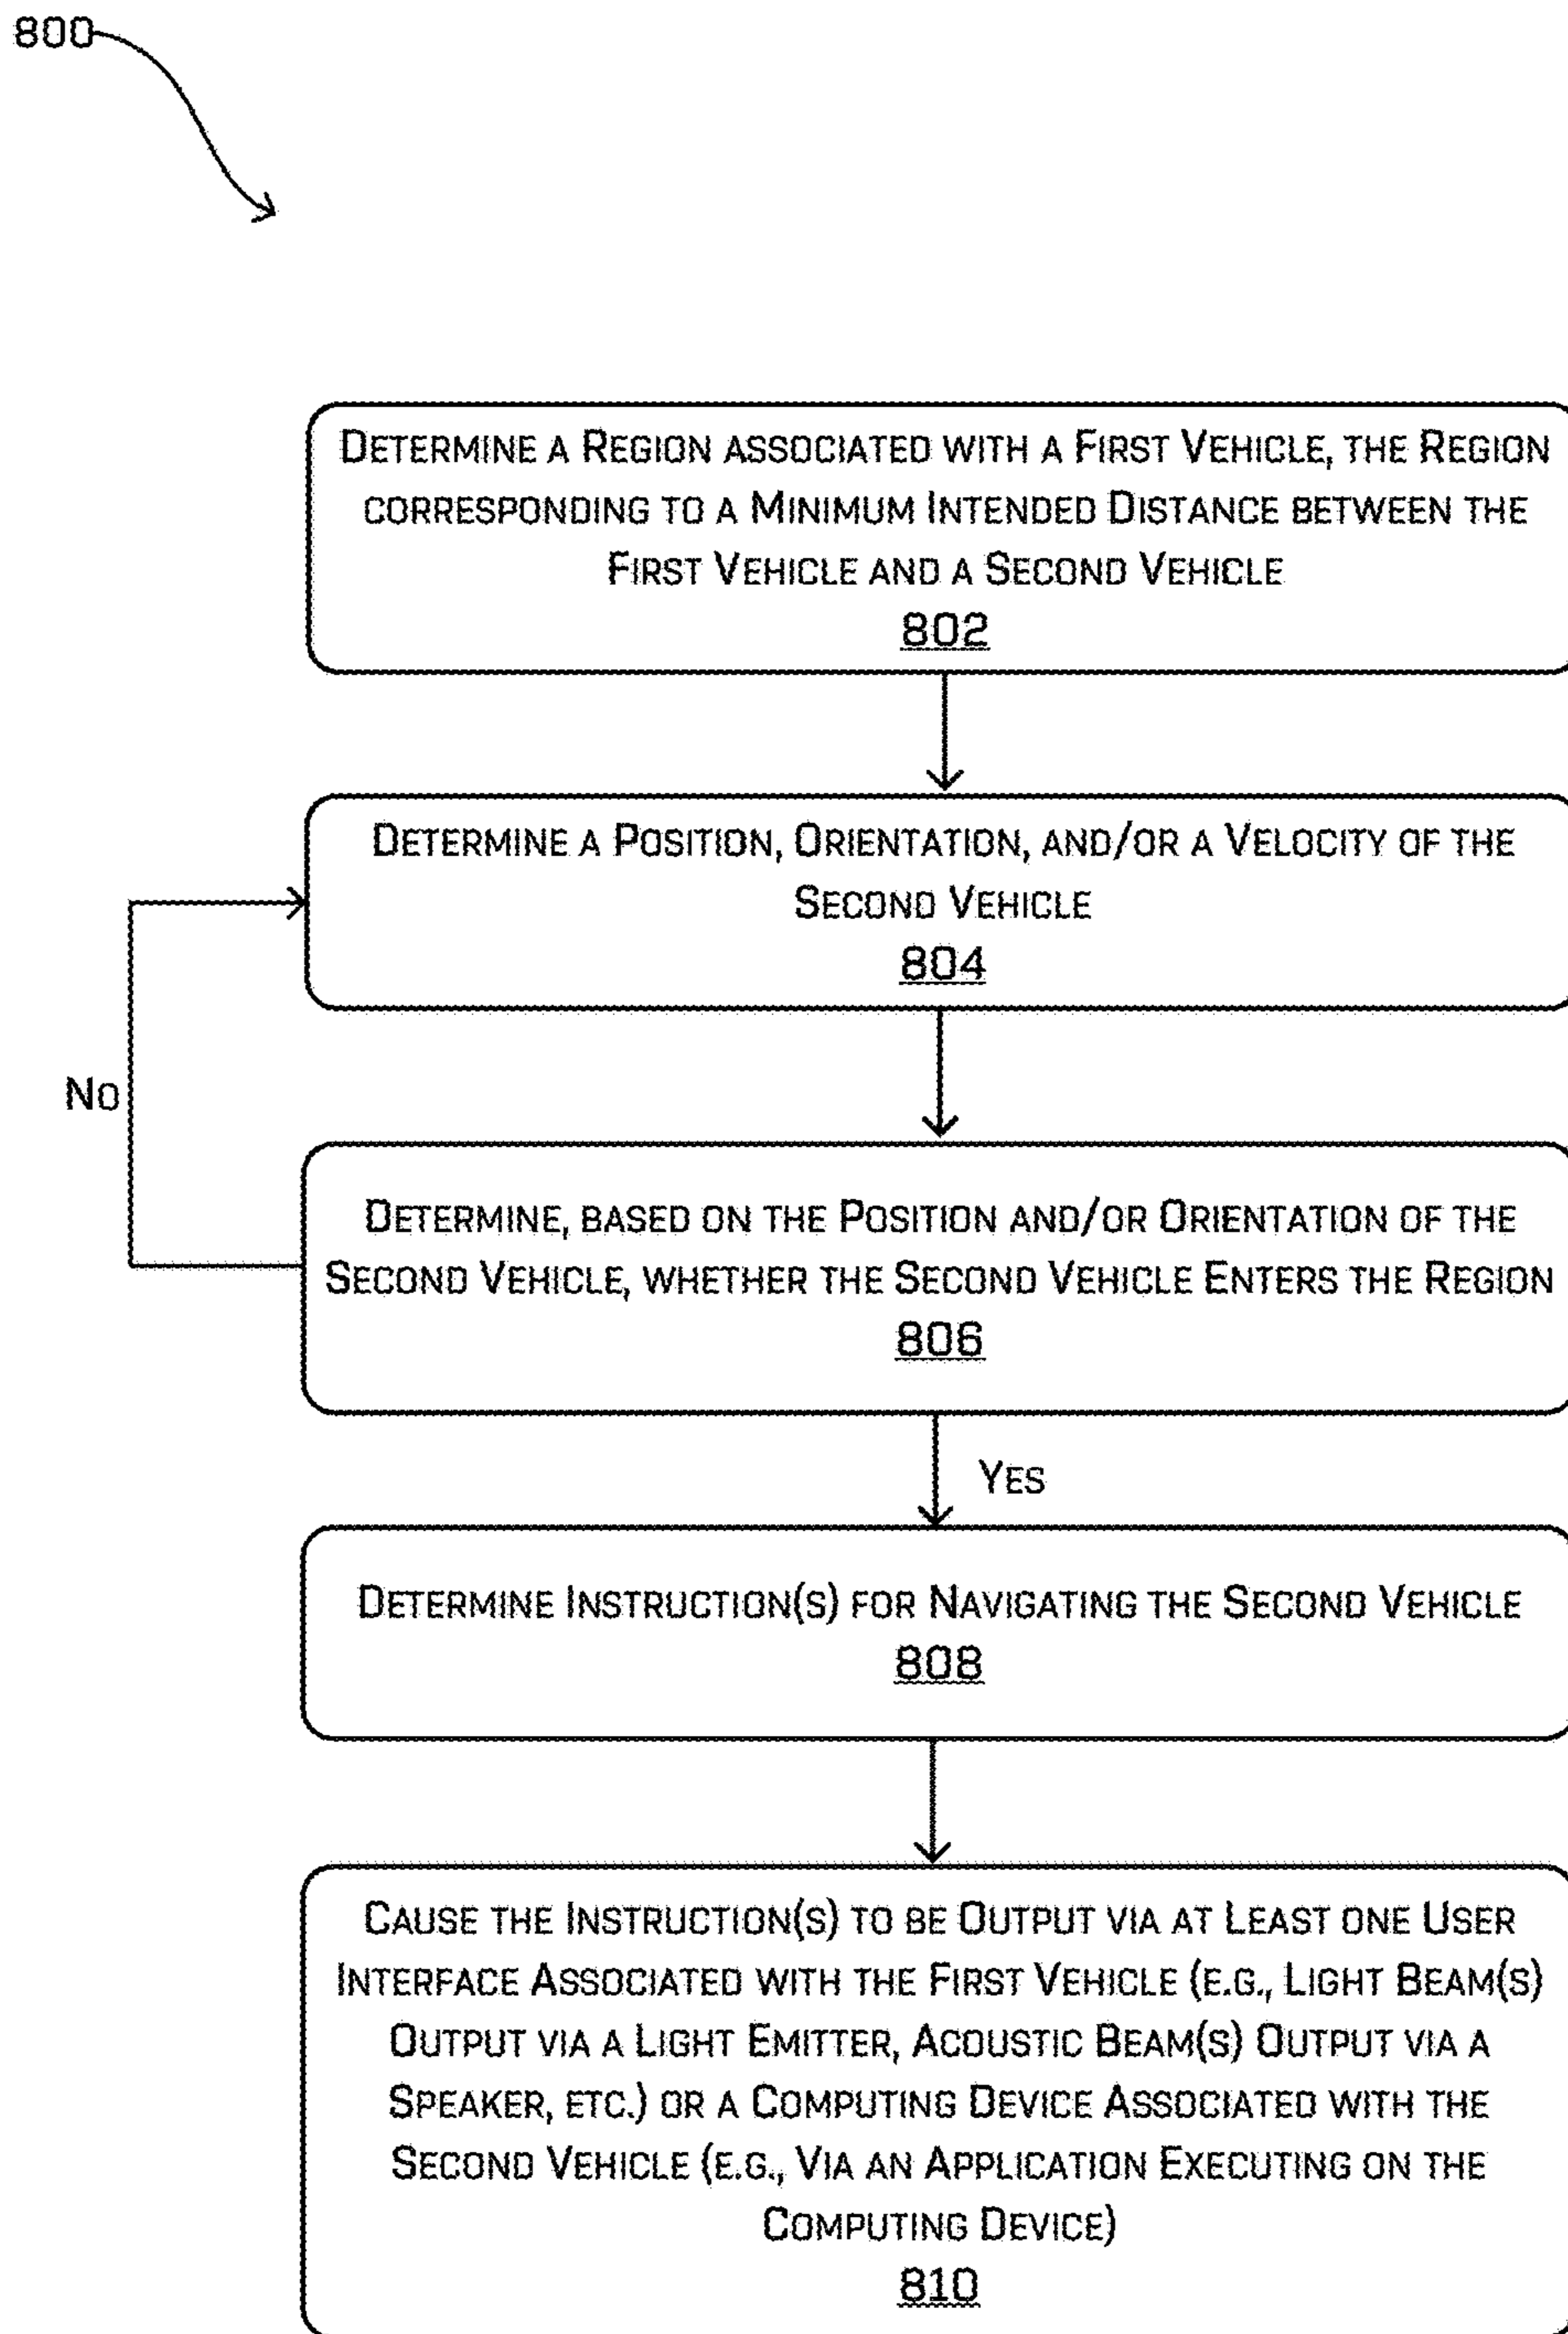 800
Determine a Region associated with a First Vehicle, the Region
corresponding to a Minimum Intended Distance between the
First Vehicle and a Second Vehicle
802
Determine a Position, Orientation, and/or a Velocity of the
Second Vehicle
804
No
Determine, based on the Position and/or Orientation of the
Second Vehicle, whether the Second Vehicle Enters the Region
806
Yes
Determine Instruction(s) for Navigating the Second Vehicle
808
Cause the Instruction(s) to be Output via at Least one User
Interface Associated with the First Vehicle (e.g., Light Beam(s)
Output via a Light Emitter, Acoustic Beam(s) Output via a
Speaker, etc.) or a Computing Device Associated with the
Second Vehicle (e.g., Via an Application Executing on the
Computing Device)
810